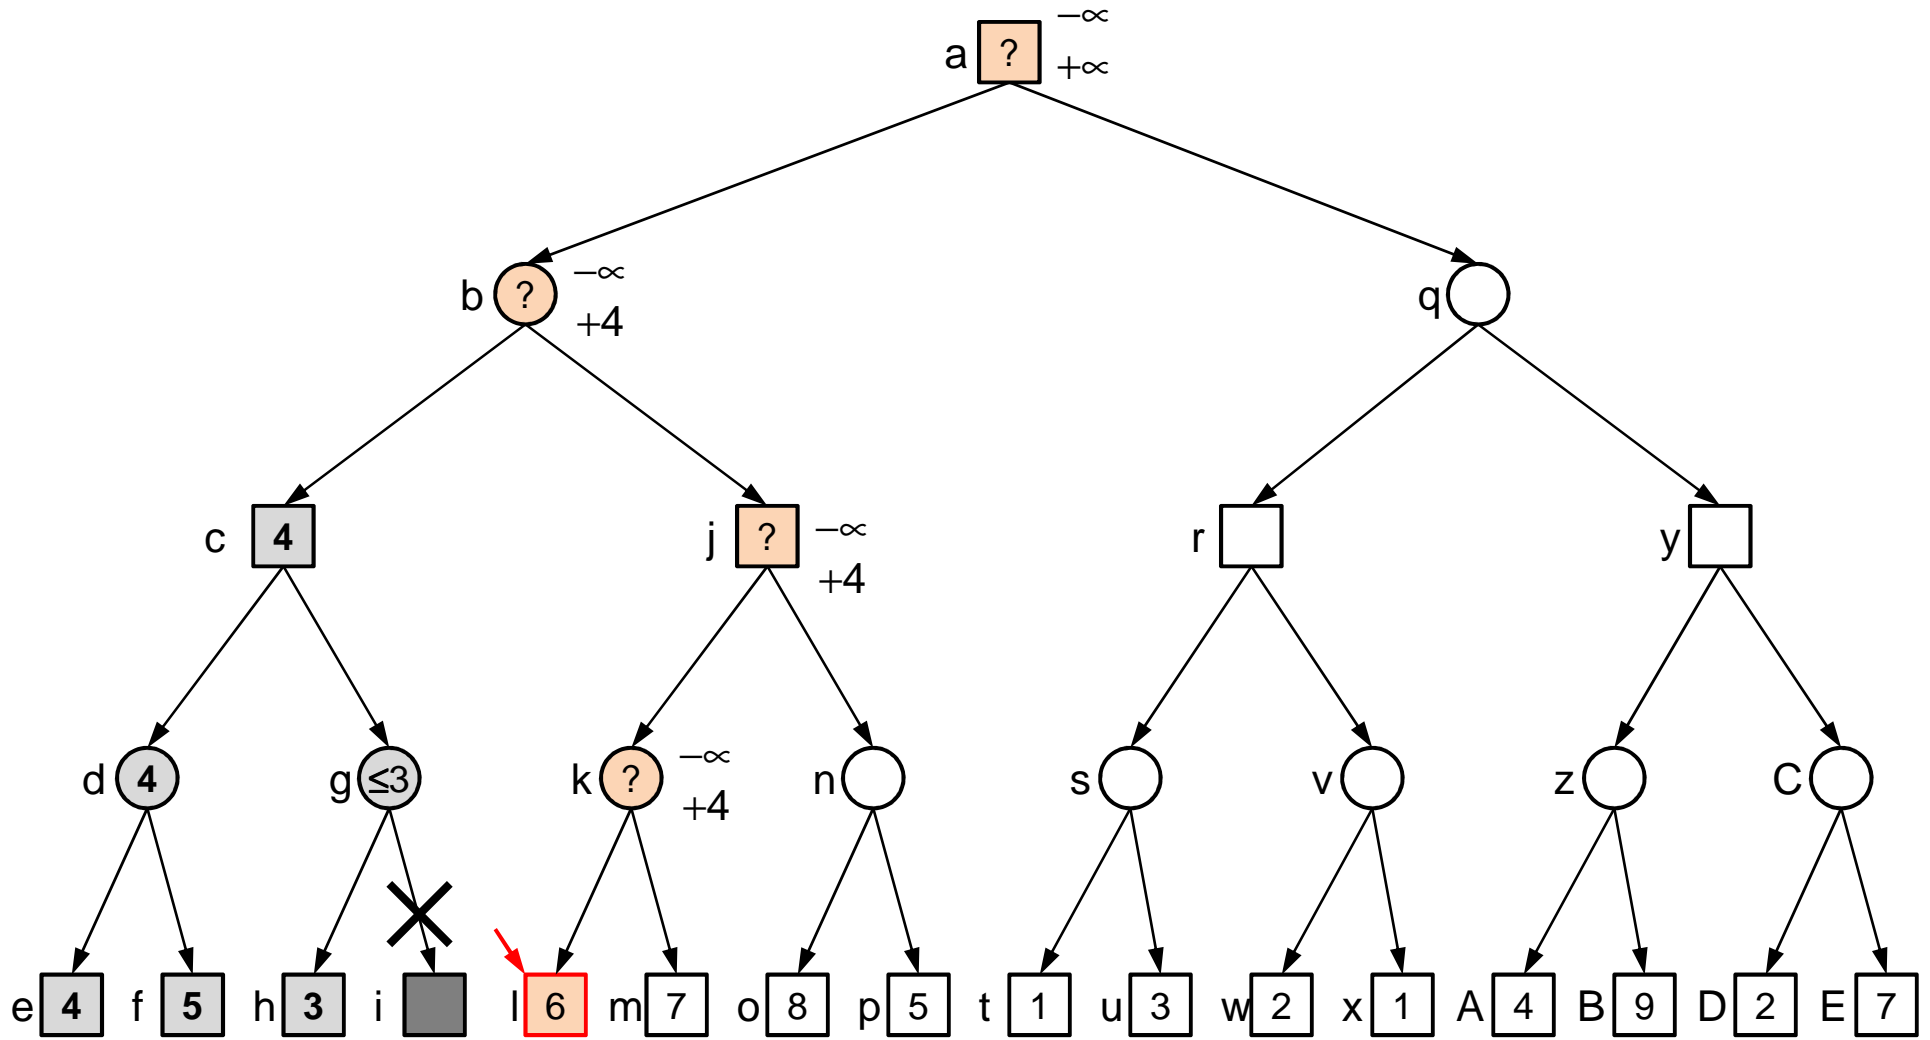 −∝
a ?
+∝
−∝
b ? q
+4
c 4 j ? −∝ r y
+4
d 4 g ≤3 k ? −∝ n s v z C
+4
e 4 f 5 h 3 i l 6 m 7 o 8 p 5 t 1 u 3 w 2 x 1 A 4 B 9 D 2 E 7